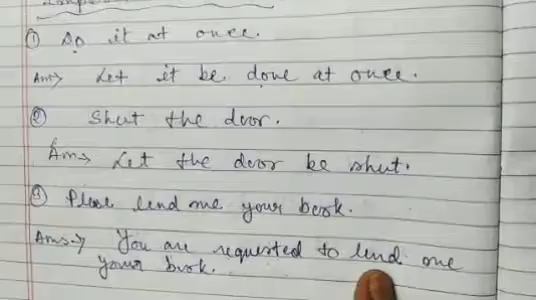 ① Do it at once.
Ans→ Let it be done at once.
② Shut the door.
Ans→ Let the door be shut.
③ Please lend me your book.
Ans→ You are requested to lend me
your book.